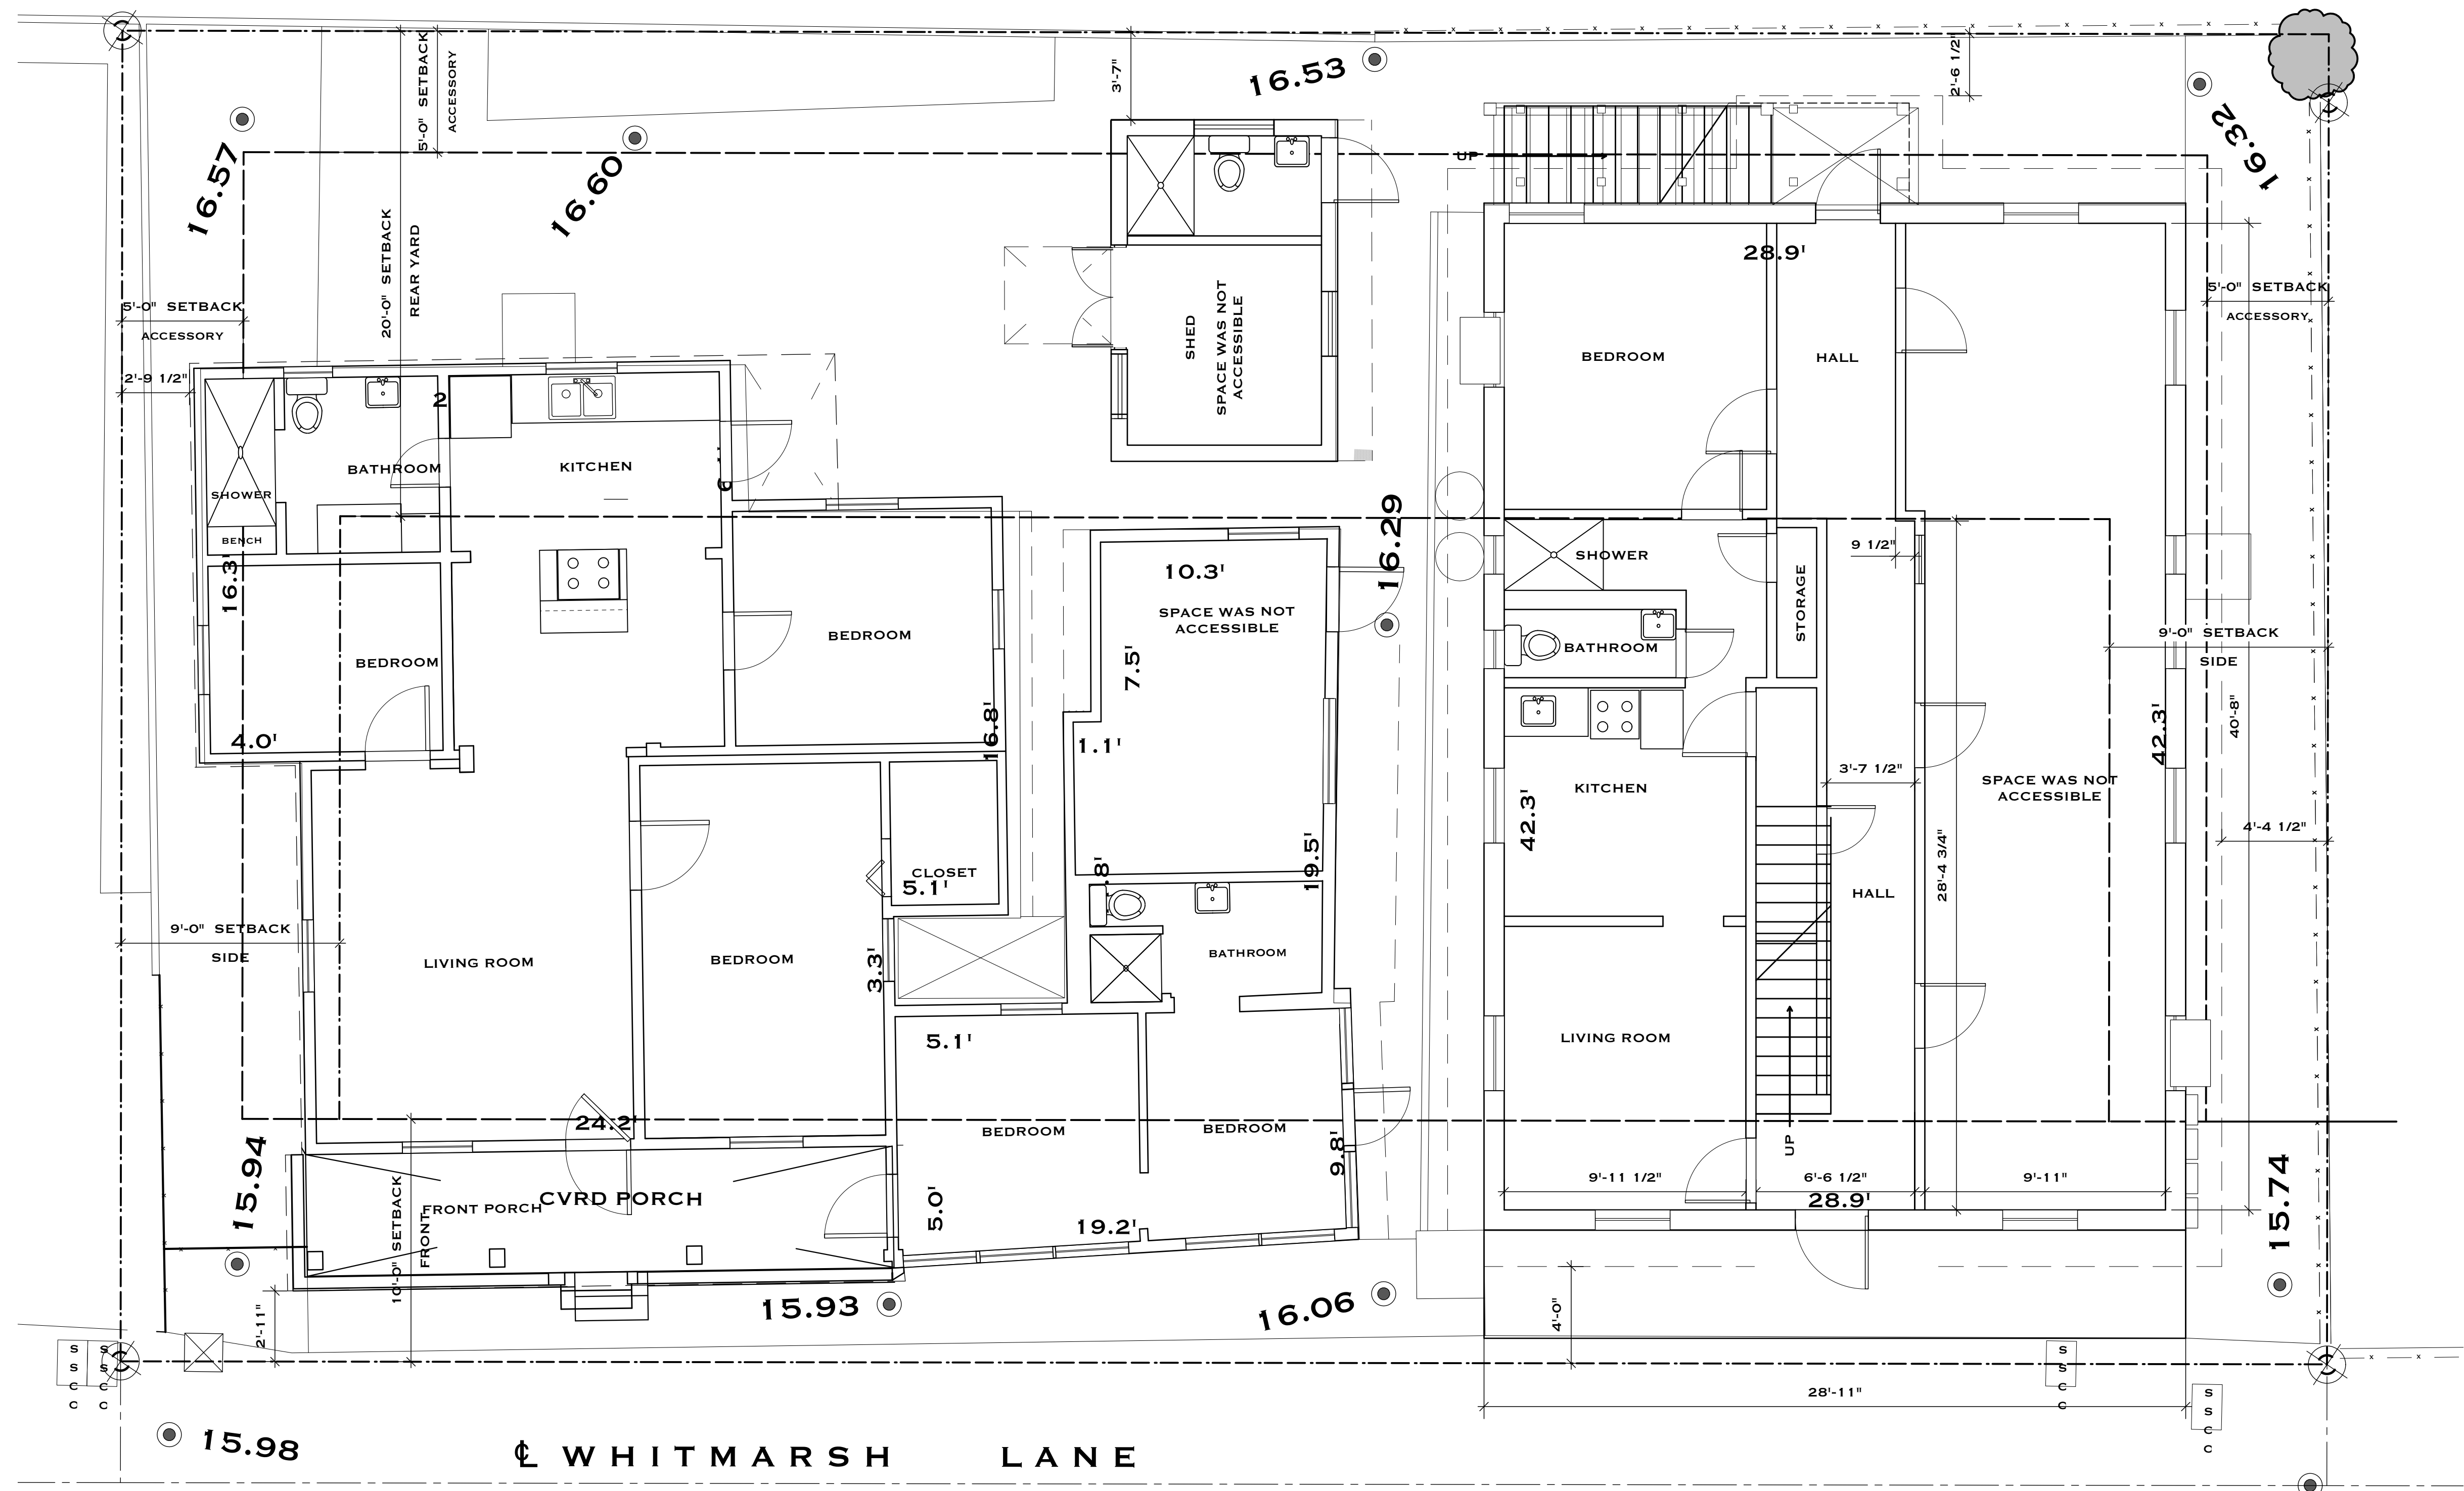 5'-0" SETBACK
ACCESSORY
3'-7"
16.53
2'-6 1/2"
16.32
16.57
16.60
UP
20'-0" SETBACK
REAR YARD
28.9'
5'-0" SETBACK
ACCESSORY
5'-0" SETBACK
ACCESSORY
2'-9 1/2"
SHED
SPACE WAS NOT
ACCESSIBLE
BEDROOM
HALL
2
BATHROOM
KITCHEN
SHOWER
BENCH
16.3'
16.29
10.3'
SPACE WAS NOT
ACCESSIBLE
SHOWER
9 1/2"
STORAGE
BEDROOM
BEDROOM
7.5'
BATHROOM
9'-0" SETBACK
SIDE
4.0'
16.8'
1.1'
42.3'
40'-8"
KITCHEN
3'-7 1/2"
SPACE WAS NOT
ACCESSIBLE
42.3'
4'-4 1/2"
28'-4 3/4"
19.5'
.8'
CLOSET
5.1'
HALL
9'-0" SETBACK
SIDE
LIVING ROOM
BEDROOM
3.3'
BATHROOM
5.1'
LIVING ROOM
24.2'
BEDROOM
BEDROOM
9.8'
UP
15.94
10'-0" SETBACK
FRONT
FRONT PORCH
CVRD PORCH
5.0'
19.2'
9'-11 1/2"
6'-6 1/2"
9'-11"
28.9'
15.74
2'-11"
15.93
16.06
4'-0"
S
S
C
C
S
S
C
C
S
S
C
C
28'-11"
S
S
C
C
15.98
℄ WHITMARSH LANE